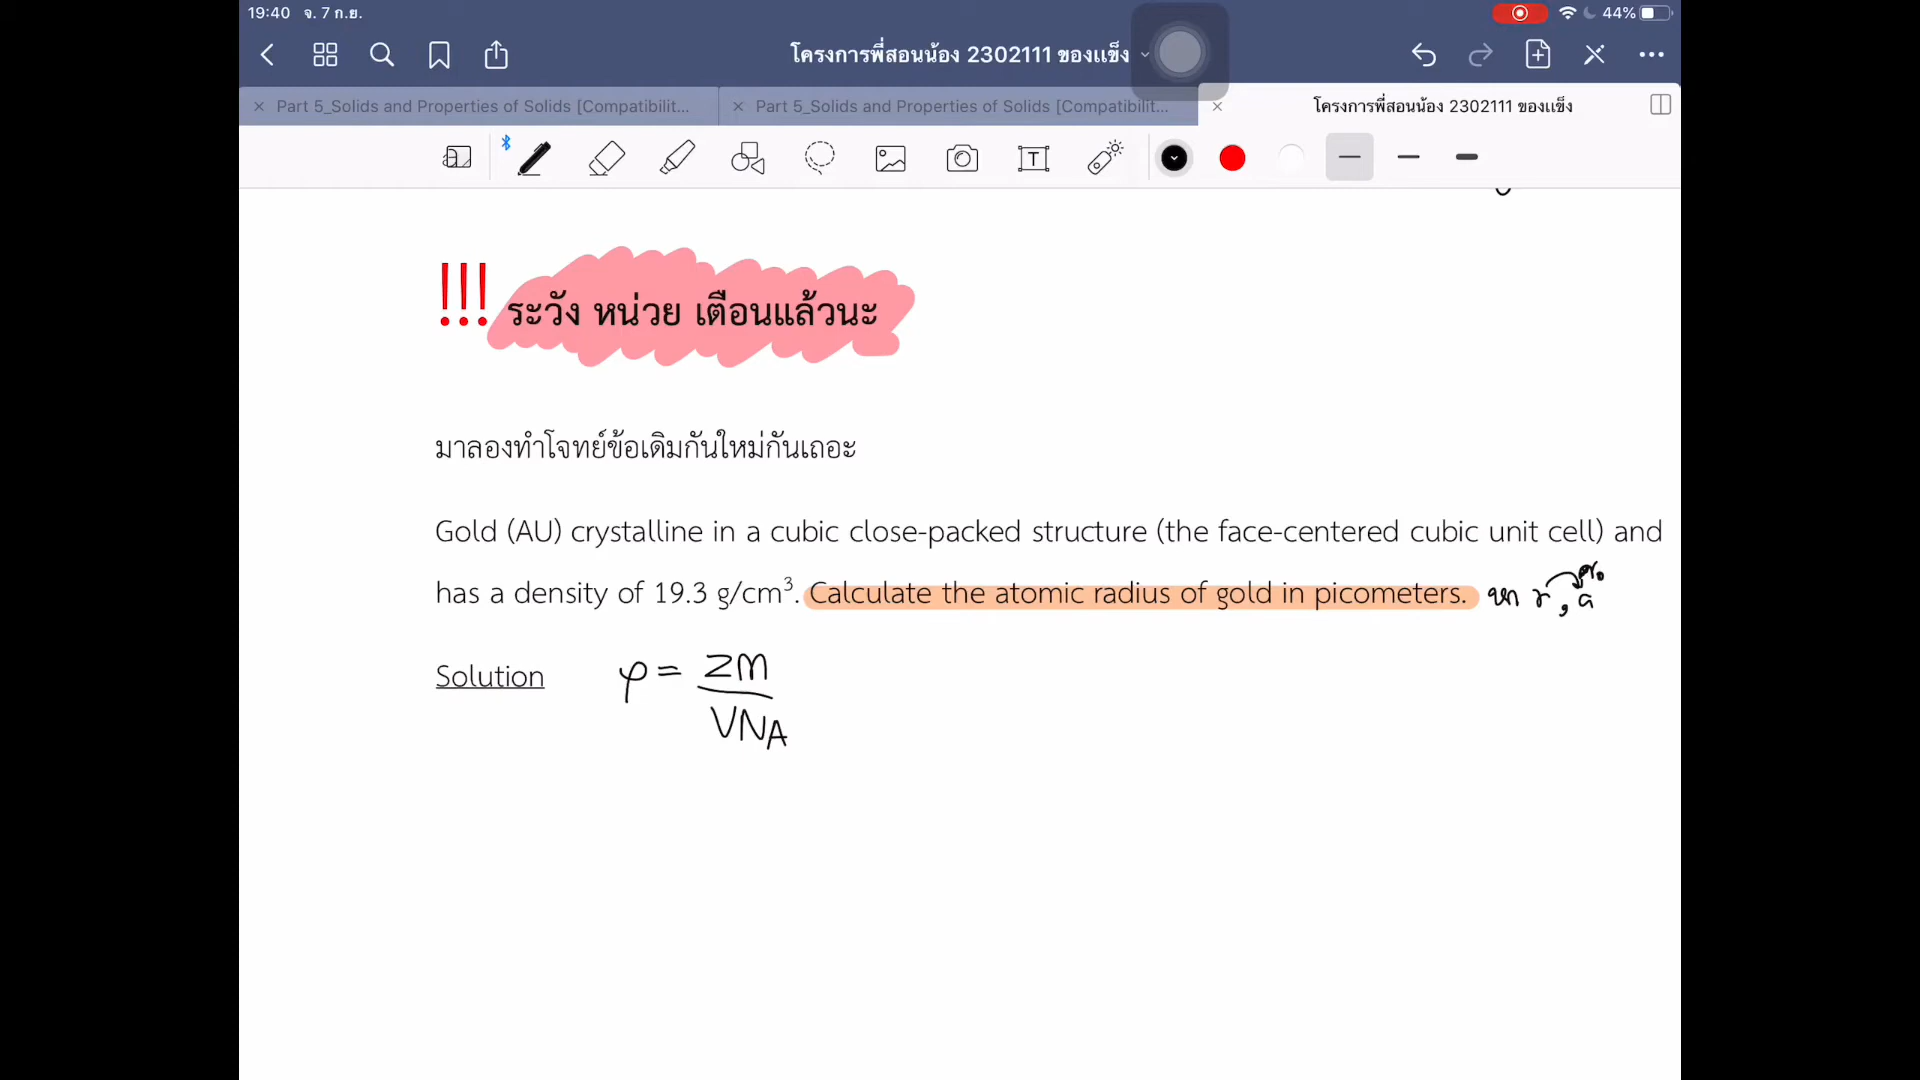 19:40 จ. 7 ก.ย. 44%
โครงการพี่สอนน้อง 2302111 ของแข็ง
Part 5_Solids and Properties of Solids [Compatibilit... Part 5_Solids and Properties of Solids [Compatibilit... โครงการพี่สอนน้อง 2302111 ของแข็ง
!!! ระวัง หน่วย เตือนแล้วนะ
มาลองทำโจทย์ข้อเดิมกันใหม่กันเถอะ
Gold (AU) crystalline in a cubic close-packed structure (the face-centered cubic unit cell) and
has a density of 19.3 g/cm³. Calculate the atomic radius of gold in picometers. หา r, a
Solution ρ = ZM
VN_A